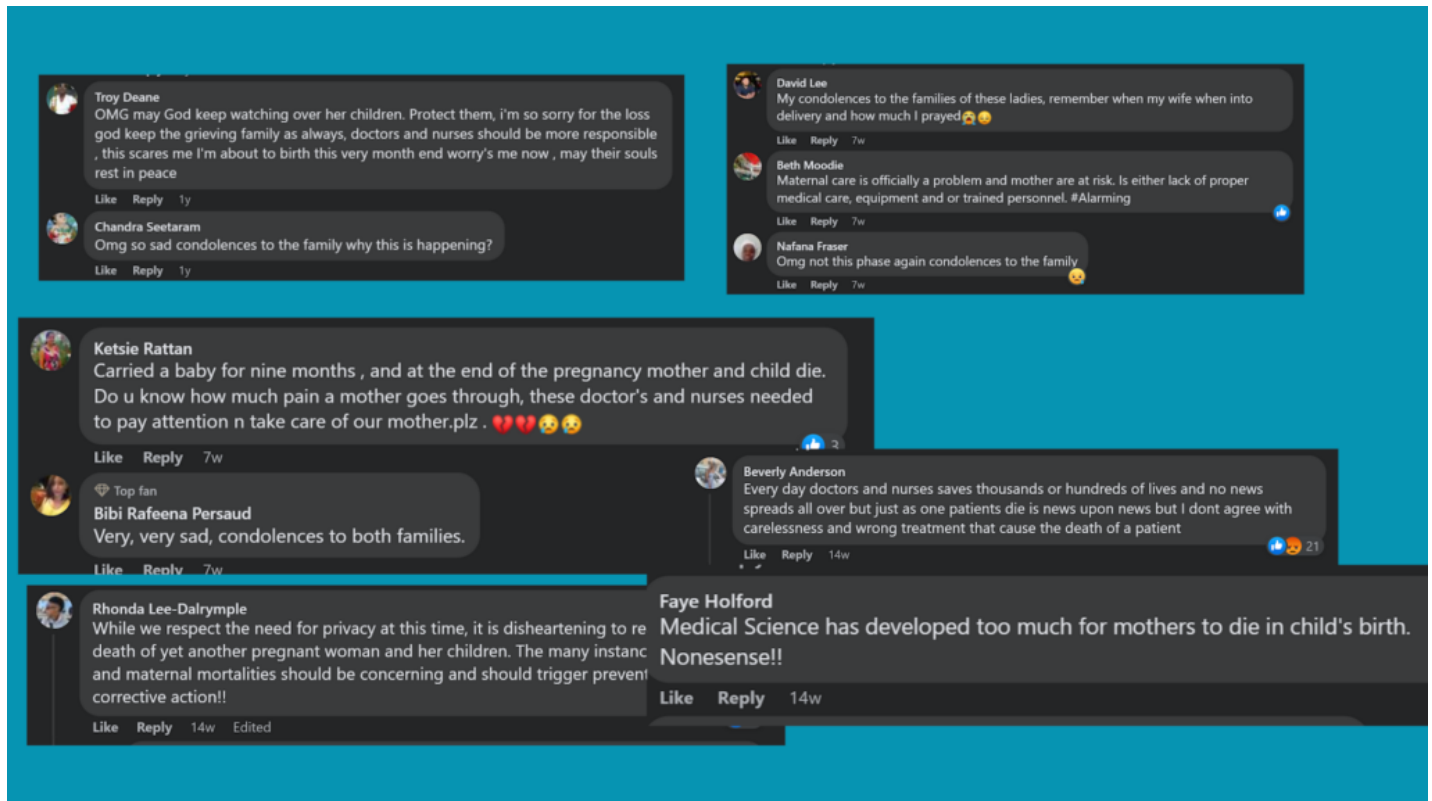 Troy Deane
OMG may God keep watching over her children. Protect them, i'm so sorry for the loss
god keep the grieving family as always, doctors and nurses should be more responsible
, this scares me I'm about to birth this very month end worry's me now , may their souls
rest in peace
Like Reply 1y
Chandra Seetaram
Omg so sad condolences to the family why this is happening?
Like Reply 1y
David Lee
My condolences to the families of these ladies, remember when my wife when into
delivery and how much I prayed😭😔
Like Reply 7w
Beth Moodie
Maternal care is officially a problem and mother are at risk. Is either lack of proper
medical care, equipment and or trained personnel. #Alarming
Like Reply 7w
Nafana Fraser
Omg not this phase again condolences to the family
Like Reply 7w
Ketsie Rattan
Carried a baby for nine months , and at the end of the pregnancy mother and child die.
Do u know how much pain a mother goes through, these doctor's and nurses needed
to pay attention n take care of our mother.plz . 💔💔😥😥
3
Like Reply 7w
Top fan
Bibi Rafeena Persaud
Very, very sad, condolences to both families.
Like Reply 7w
Beverly Anderson
Every day doctors and nurses saves thousands or hundreds of lives and no news
spreads all over but just as one patients die is news upon news but I dont agree with
carelessness and wrong treatment that cause the death of a patient
21
Like Reply 14w
Rhonda Lee-Dalrymple
While we respect the need for privacy at this time, it is disheartening to
death of yet another pregnant woman and her children. The many
and maternal mortalities should be concerning and should trigger
corrective action!!
Like Reply 14w Edited
Faye Holford
Medical Science has developed too much for mothers to die in child's birth.
Nonesense!!
Like Reply 14w